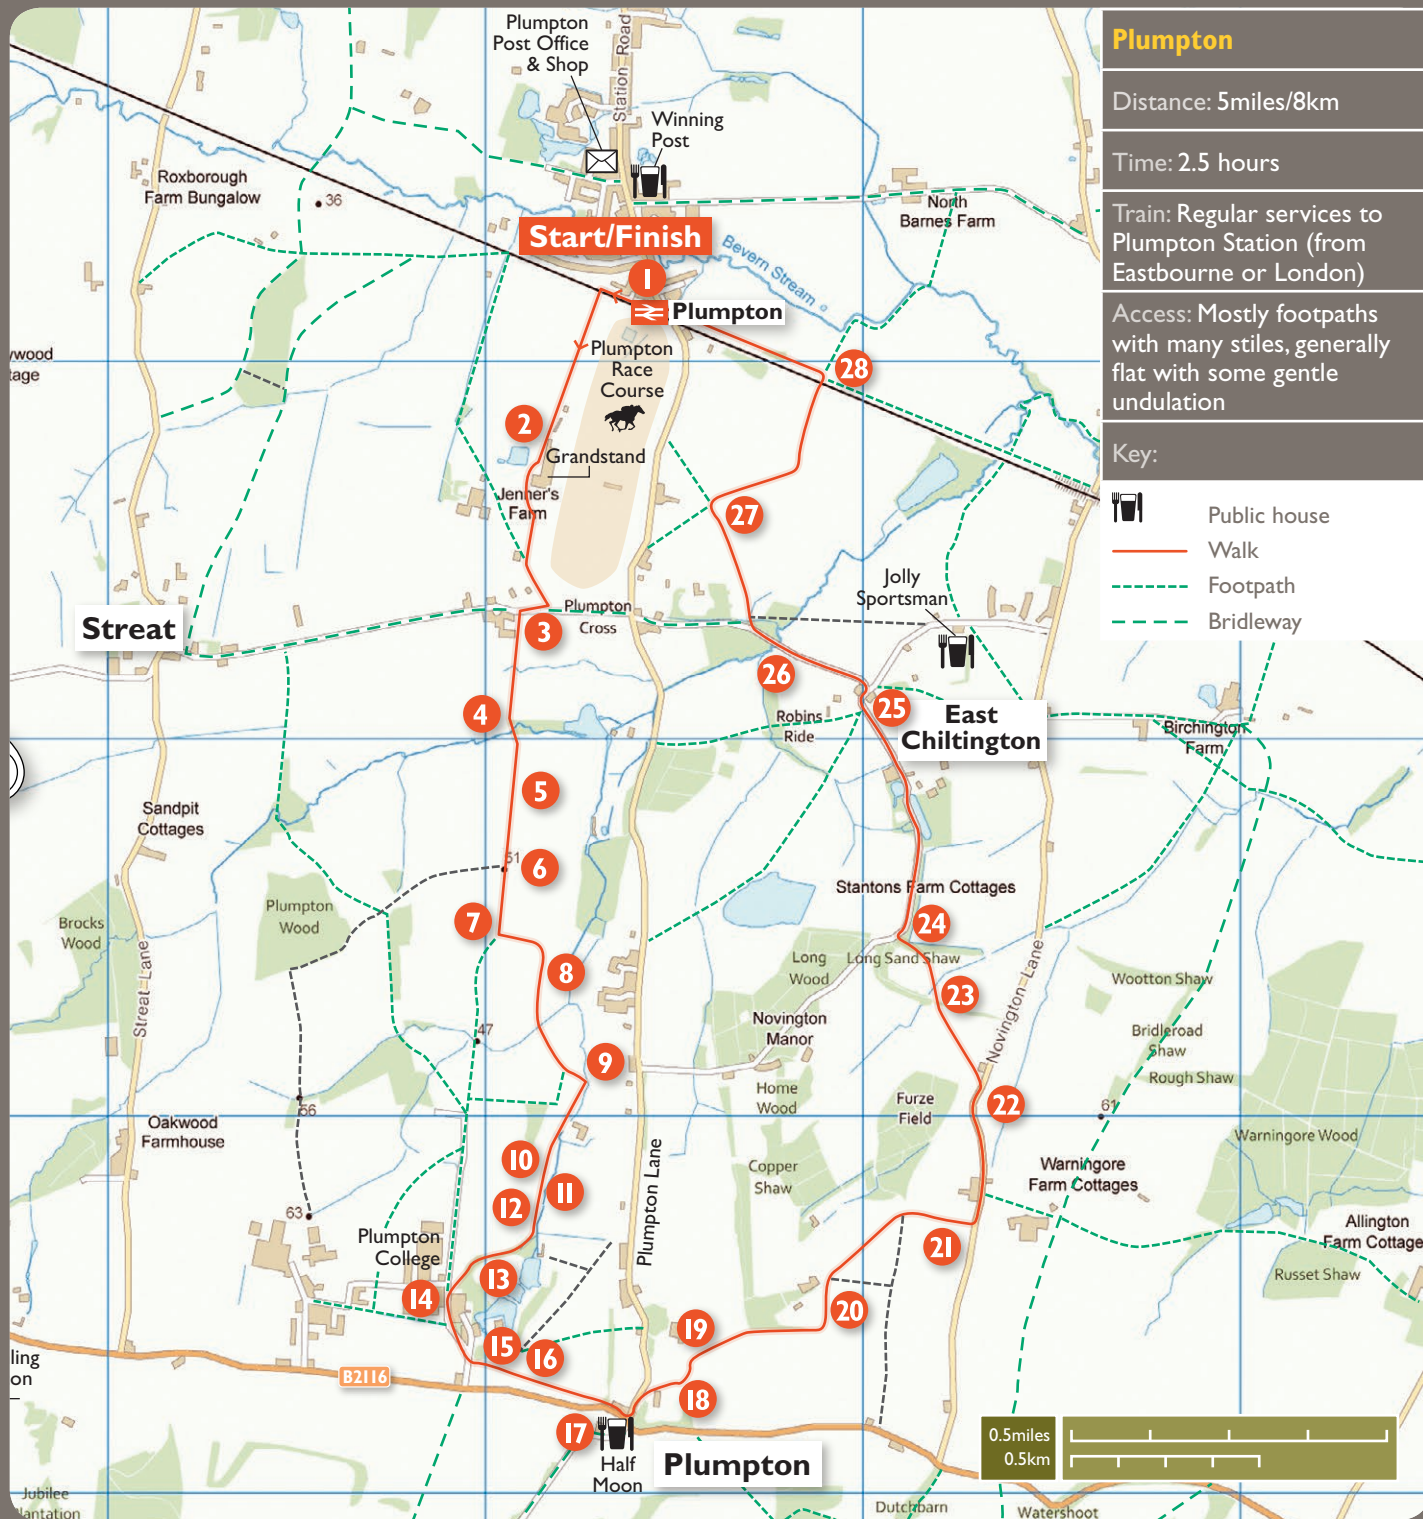 Plumpton
Post Office
& Shop
Station Road
Winning
Post
Roxborough
Farm Bungalow
36
North
Barnes Farm
Start/Finish
Bevern Stream
1
Plumpton
Plumpton
Race
Course
28
2
Grandstand
Jenner's
Farm
27
Jolly
Sportsman
Plumpton
Cross
3
Streat
26
4
Robins
Ride
25
East
Chiltington
Birchington
Farm
5
Sandpit
Cottages
51
6
Stantons Farm Cottages
Plumpton
Wood
Brocks
Wood
7
24
Streat Lane
Long
Wood
Long Sand Shaw
8
Wootton Shaw
23
Novington Lane
47
Novington
Manor
Bridleroad
Shaw
9
Rough Shaw
Home
Wood
Furze
Field
22
61
56
Oakwood
Farmhouse
Warningore Wood
10
Plumpton Lane
Copper
Shaw
Warningore
Farm Cottages
11
12
63
Plumpton
College
Allington
Farm Cottage
21
13
Russet Shaw
14
20
19
15
16
ling
on
B2116
18
17
Half
Moon
Plumpton
Jubilee
lantation
Dutchbarn
Watershoot
ywood
tage
0.5miles
0.5km
Plumpton
Distance: 5miles/8km
Time: 2.5 hours
Train: Regular services to
Plumpton Station (from
Eastbourne or London)
Access: Mostly footpaths
with many stiles, generally
flat with some gentle
undulation
Key:
Public house
Walk
Footpath
Bridleway